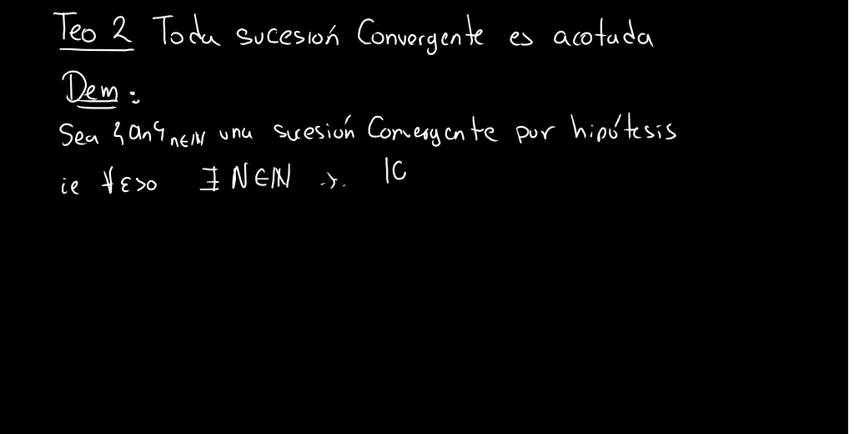 Teo 2 Toda sucesión Convergente es acotada
Dem:
Sea {an}n∈ℕ una sucesión Convergente por hipótesis
ie ∀ε>0 ∃ N∈ℕ ∴ |C